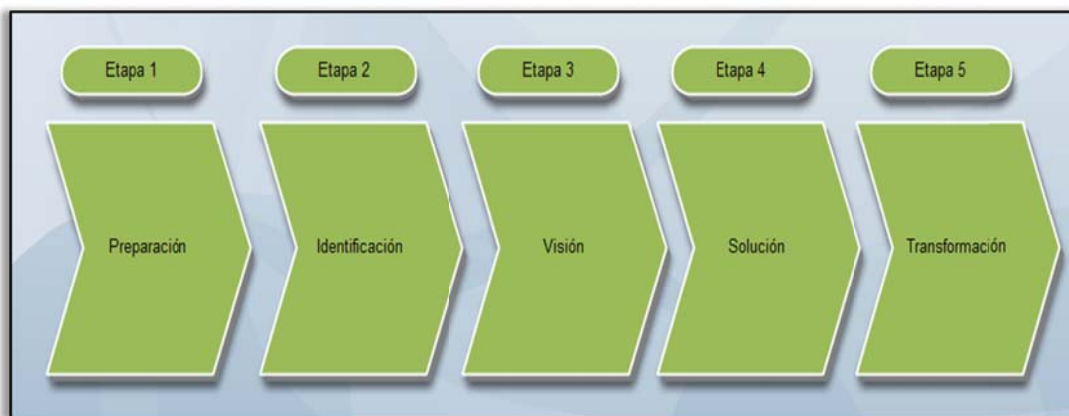 Etapa 1
Etapa 2
Etapa 3
Etapa 4
Etapa 5
Preparación
Identificación
Visión
Solución
Transformación